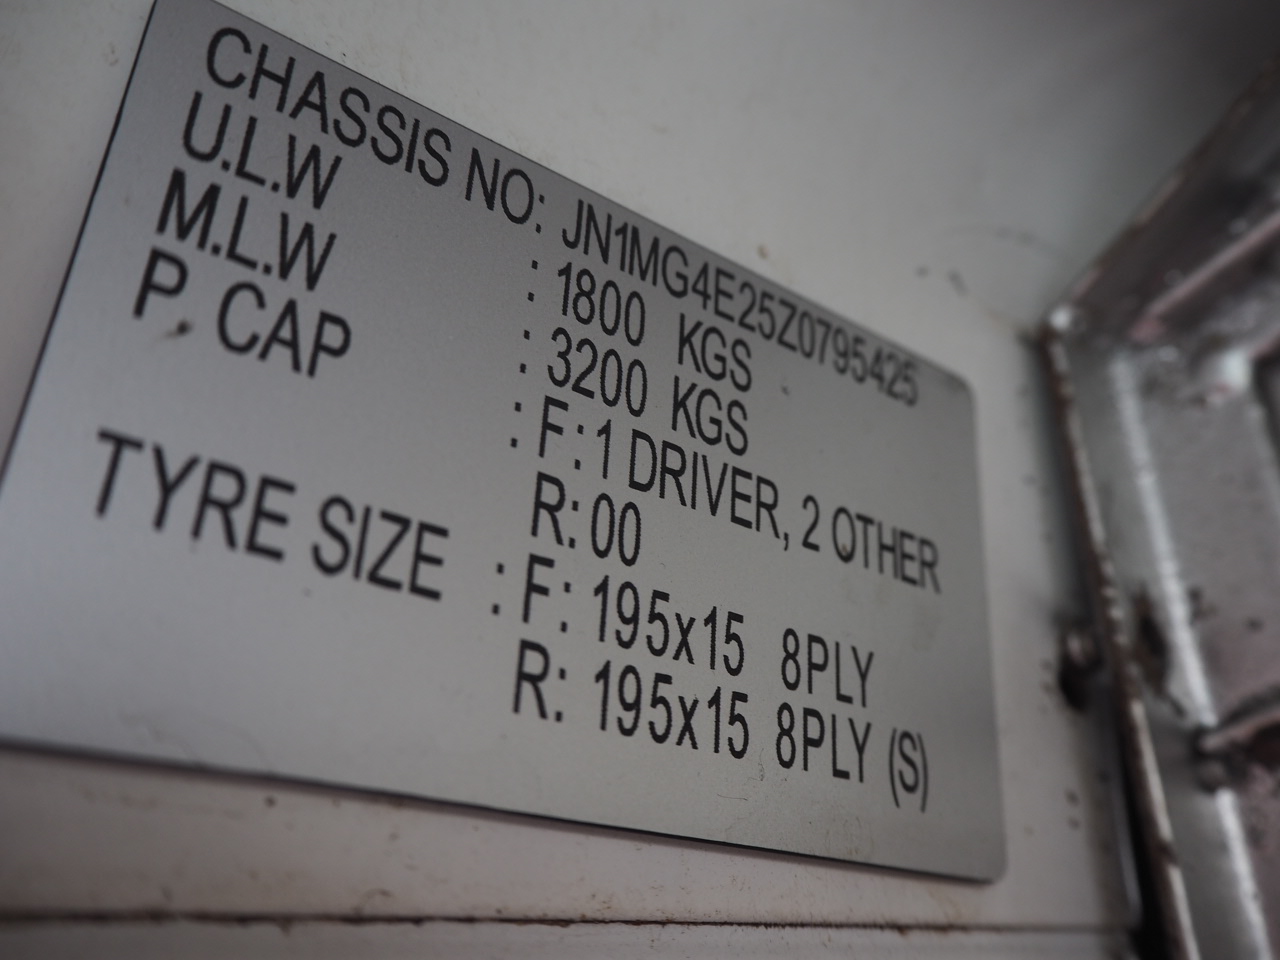 CHASSIS NO: JN1MG4E25Z0795425
U.L.W : 1800 KGS
M.L.W : 3200 KGS
P. CAP : F: 1 DRIVER, 2 OTHER
R: 00
TYRE SIZE : F: 195x15 8PLY
R: 195x15 8PLY (S)